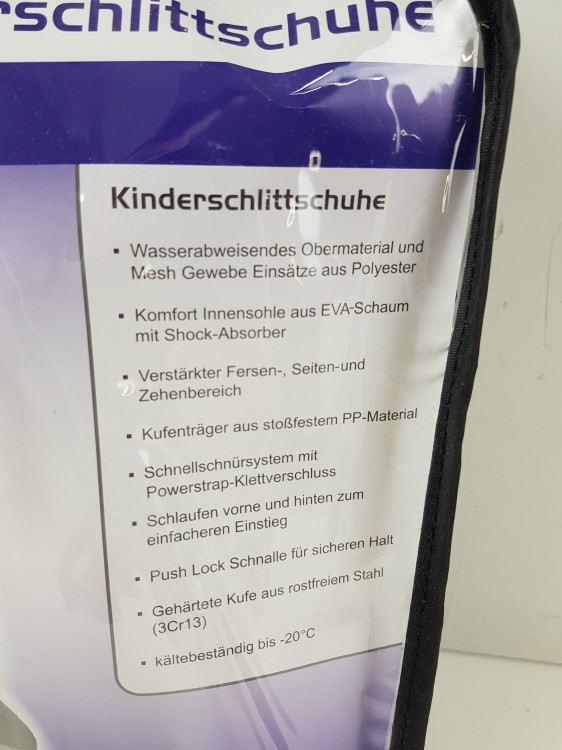 rschlittschuhe
Kinderschlittschuhe
▪ Wasserabweisendes Obermaterial und
Mesh Gewebe Einsätze aus Polyester
▪ Komfort Innensohle aus EVA-Schaum
mit Shock-Absorber
▪ Verstärkter Fersen-, Seiten-und
Zehenbereich
▪ Kufenträger aus stoßfestem PP-Material
▪ Schnellschnürsystem mit
Powerstrap-Klettverschluss
▪ Schlaufen vorne und hinten zum
einfacheren Einstieg
▪ Push Lock Schnalle für sicheren Halt
▪ Gehärtete Kufe aus rostfreiem Stahl
(3Cr13)
▪ kältebeständig bis -20°C